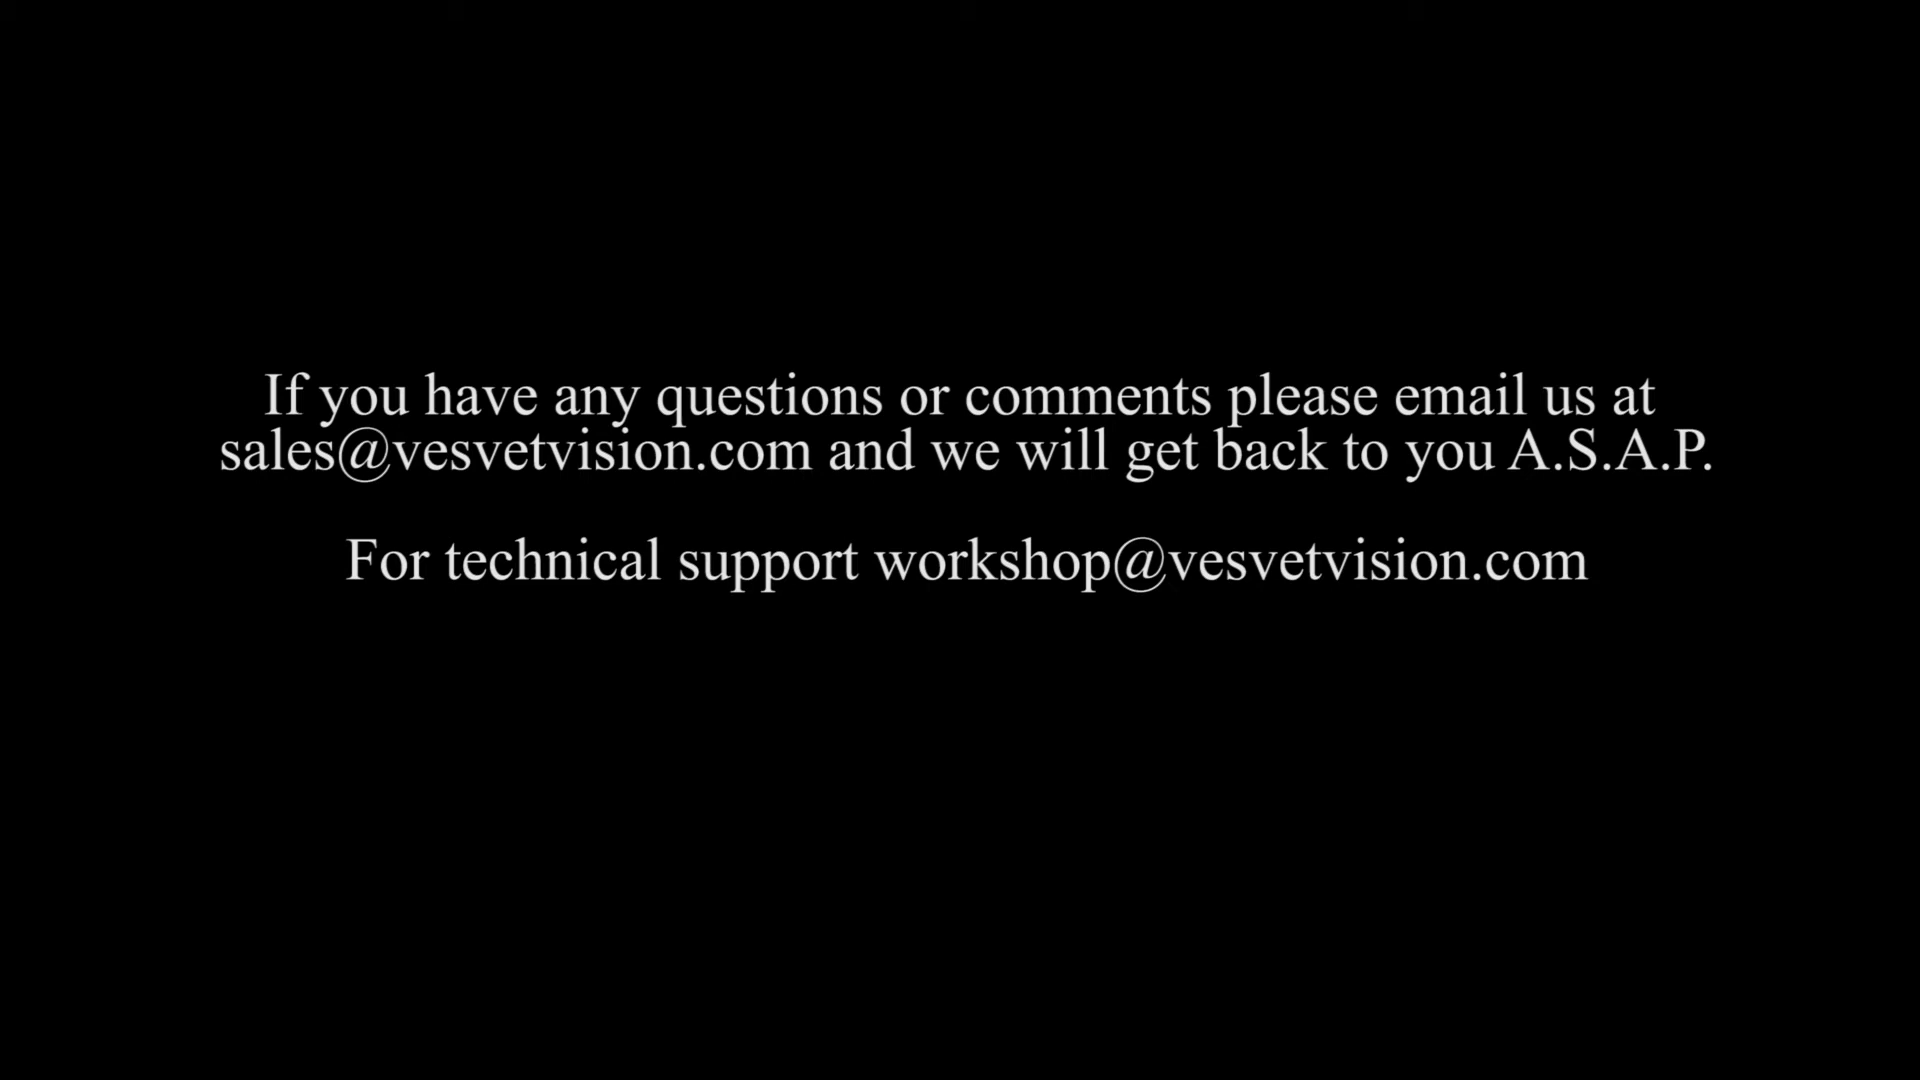 If you have any questions or comments please email us at
sales@vesvetvision.com and we will get back to you A.S.A.P.
For technical support workshop@vesvetvision.com